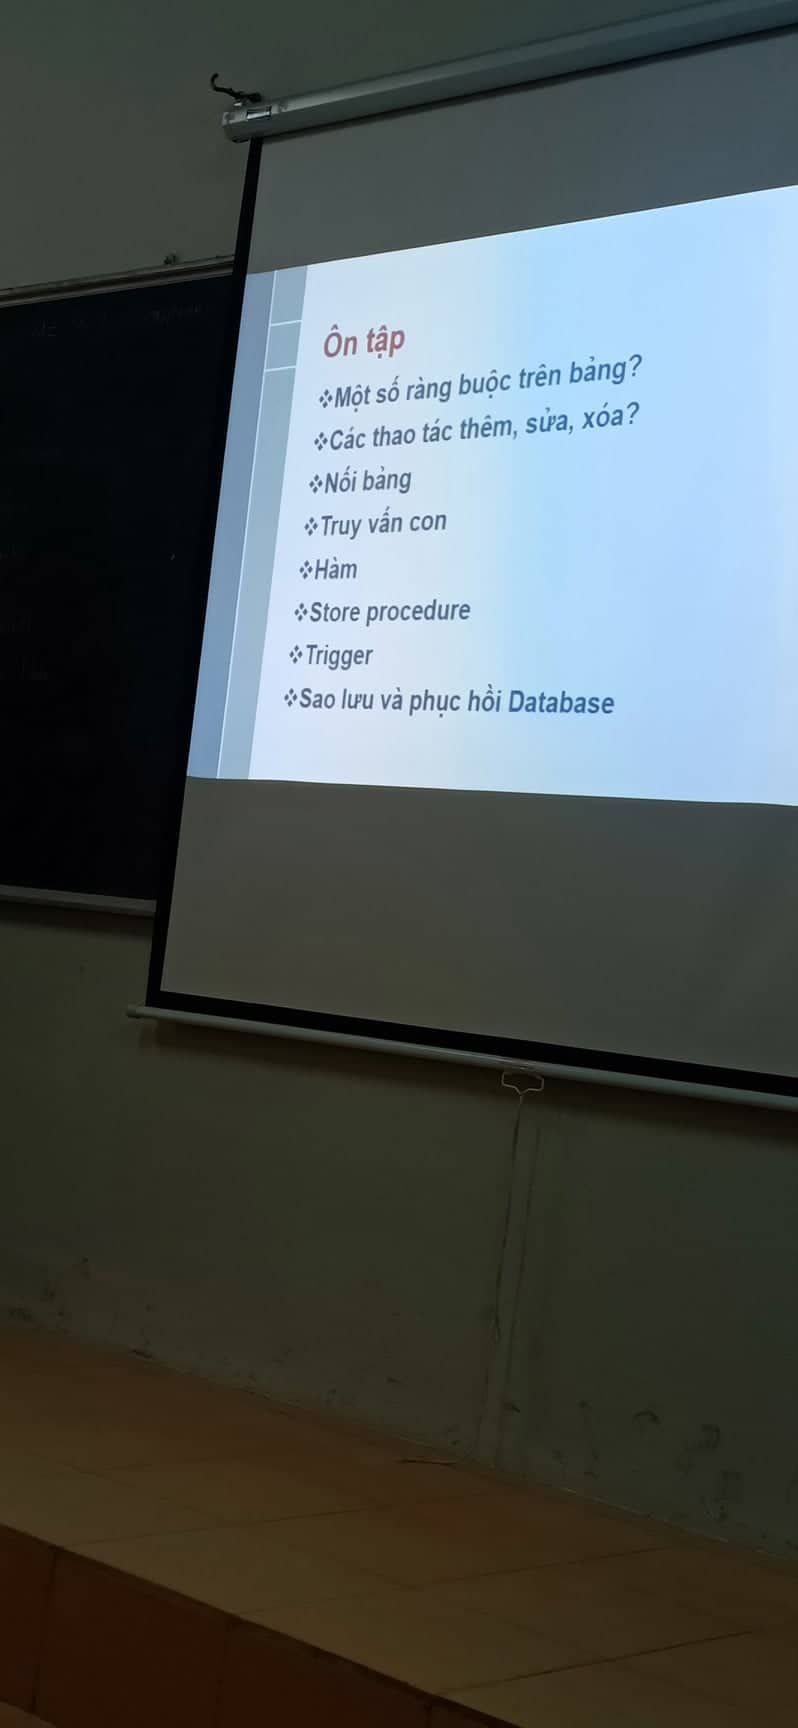 Ôn tập
❖Một số ràng buộc trên bảng?
❖Các thao tác thêm, sửa, xóa?
❖Nối bảng
❖Truy vấn con
❖Hàm
❖Store procedure
❖Trigger
❖Sao lưu và phục hồi Database